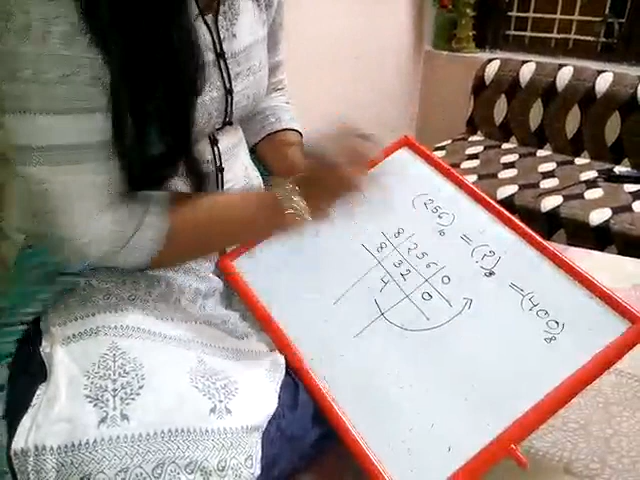 (256)₁₀ = (?)₈ = (400)₈
8 256 0
8 32 0
4